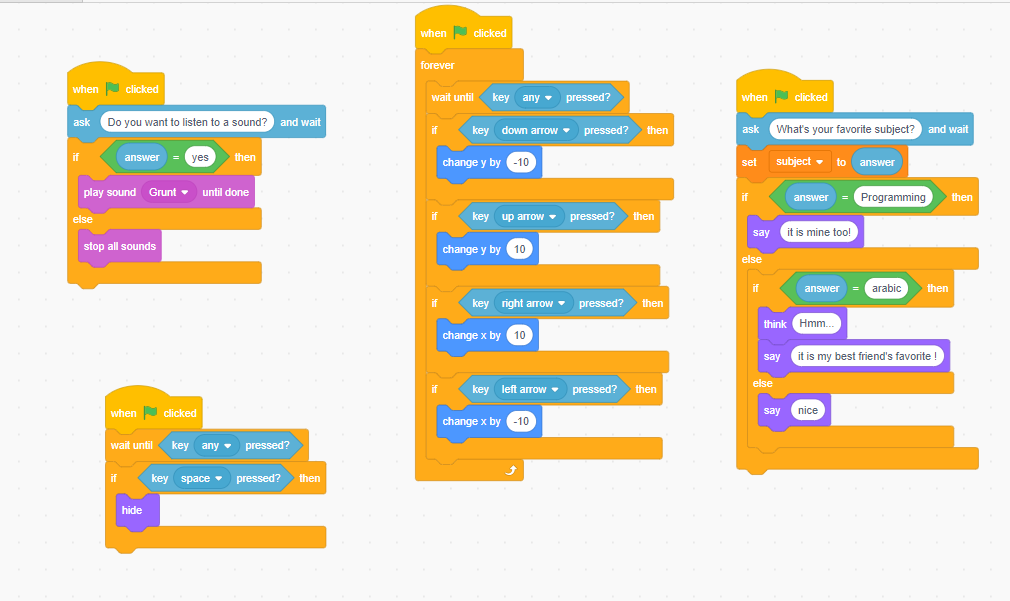 when clicked
ask Do you want to listen to a sound? and wait
if answer = yes then
play sound Grunt until done
else
stop all sounds
when clicked
wait until key any pressed?
if key space pressed? then
hide
when clicked
forever
wait until key any pressed?
if key down arrow pressed? then
change y by -10
if key up arrow pressed? then
change y by 10
if key right arrow pressed? then
change x by 10
if key left arrow pressed? then
change x by -10
when clicked
ask What's your favorite subject? and wait
set subject to answer
if answer = Programming then
say it is mine too!
else
if answer = arabic then
think Hmm...
say it is my best friend's favorite !
else
say nice